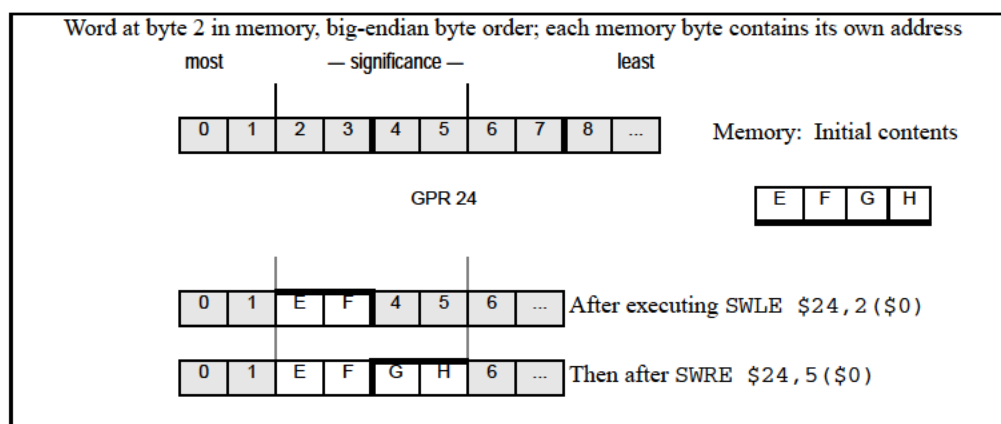 Word at byte 2 in memory, big-endian byte order; each memory byte contains its own address
most — significance — least
0 1 2 3 4 5 6 7 8 ... Memory: Initial contents
GPR 24 E F G H
0 1 E F 4 5 6 ... After executing SWLE $24,2($0)
0 1 E F G H 6 ... Then after SWRE $24,5($0)